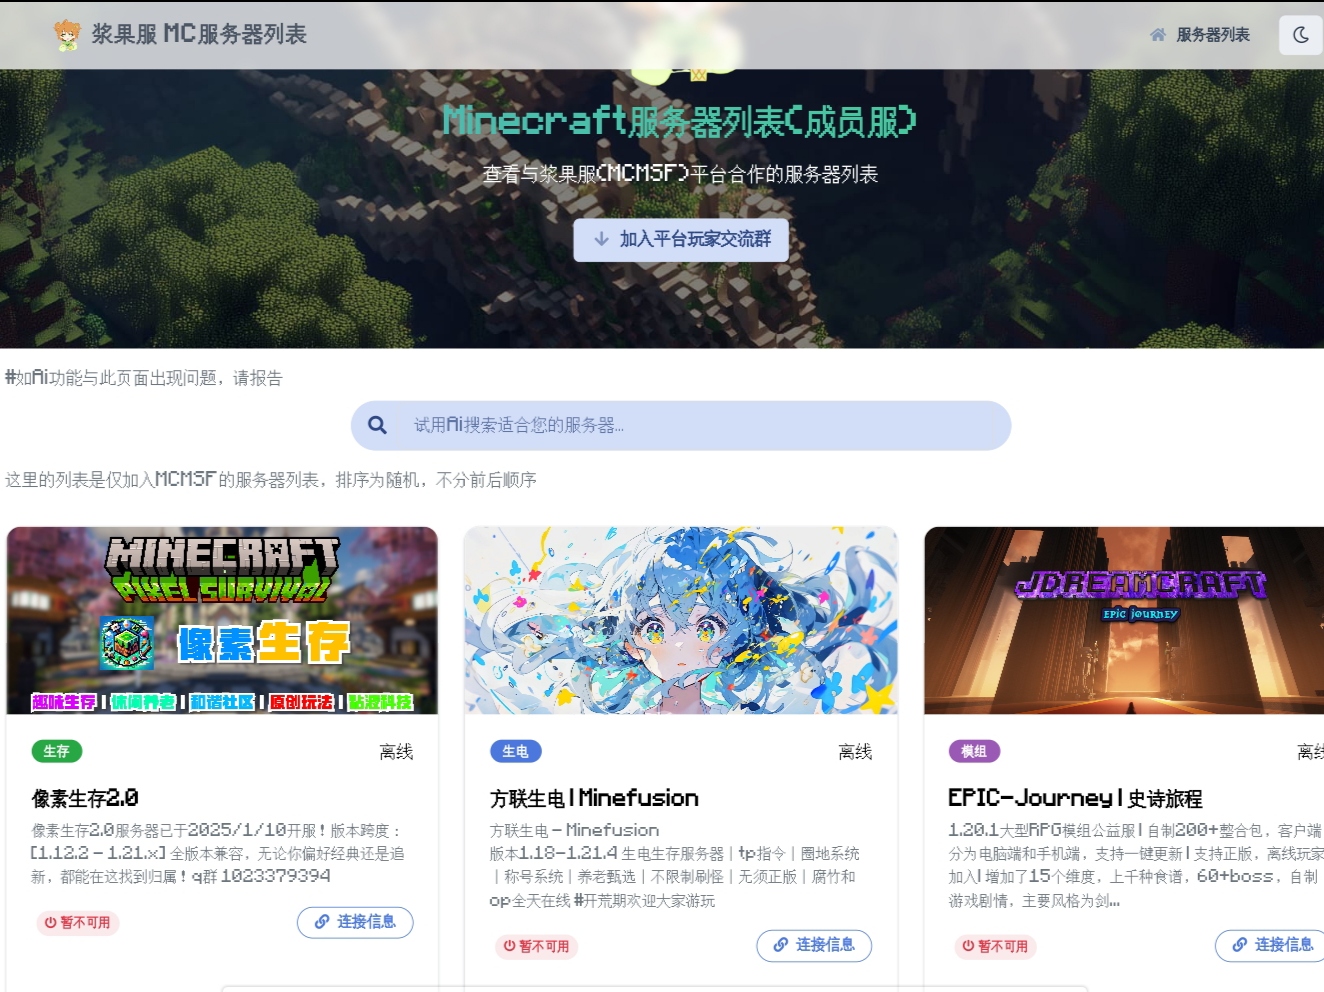 浆果服 MC服务器列表
服务器列表
Minecraft服务器列表(成员服)
查看与浆果服(MCMSF)平台合作的服务器列表
加入平台玩家交流群
#如Ai功能与此页面出现问题，请报告
试用Ai搜索适合您的服务器...
这里的列表是仅加入MCMSF的服务器列表，排序为随机，不分前后顺序
MINECRAFT
PIXEL SURVIVAL
像素生存
趣味生存 | 休闲养老 | 和谐社区 | 原创玩法 | 粘液科技
生存
离线
像素生存2.0
像素生存2.0服务器已于2025/1/10开服！版本跨度：
[1.12.2 - 1.21.x] 全版本兼容，无论你偏好经典还是追
新，都能在这找到归属！q群 1023379394
暂不可用
连接信息
生电
离线
方联生电 | Minefusion
方联生电 - Minefusion
版本1.18-1.21.4 生电生存服务器 | tp指令 | 圈地系统
| 称号系统 | 养老甄选 | 不限制刷怪 | 无须正版 | 腐竹和
op全天在线 #开荒期欢迎大家游玩
暂不可用
连接信息
JDREAMCRAFT
EPIC JOURNEY
模组
离线
EPIC-Journey | 史诗旅程
1.20.1大型RPG模组公益服 | 自制200+整合包，客户端
分为电脑端和手机端，支持一键更新 | 支持正版，离线玩家
加入 | 增加了15个维度，上千种食谱，60+boss，自制
游戏剧情，主要风格为剑...
暂不可用
连接信息